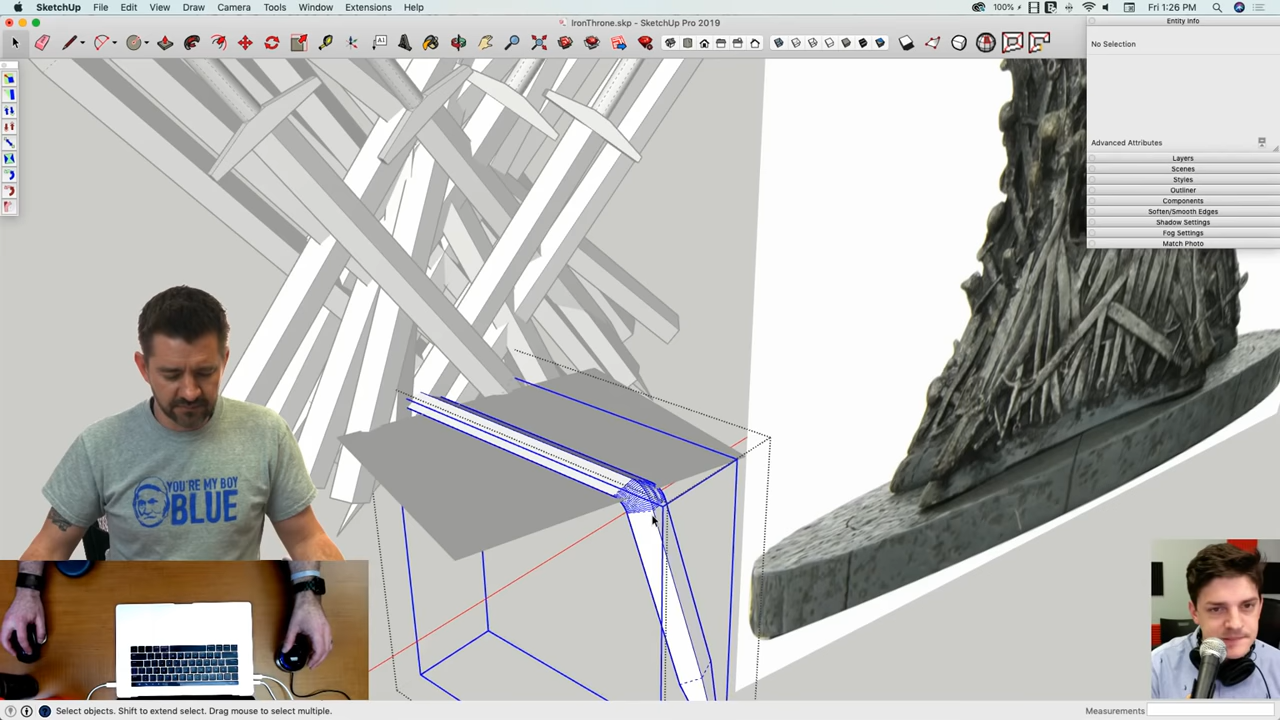 SketchUp File Edit View Draw Camera Tools Window Extensions Help
100% Fri 1:26 PM
IronThrone.skp - SketchUp Pro 2019
Entity Info
No Selection
Advanced Attributes
Layers
Scenes
Styles
Outliner
Components
Soften/Smooth Edges
Shadow Settings
Fog Settings
Match Photo
YOU'RE MY BOY
BLUE
Select objects. Shift to extend select. Drag mouse to select multiple.
Measurements